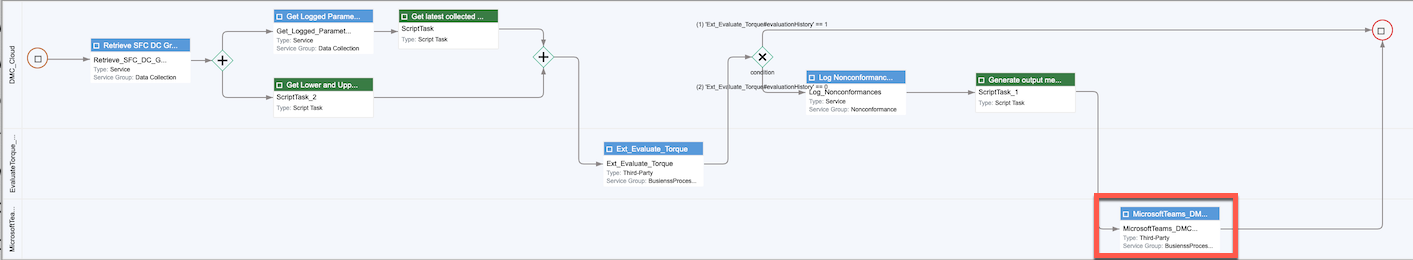 DMC_Cloud
Retrieve SFC DC Gr...
Retrieve_SFC_DC_G...
Type: Service
Service Group: Data Collection
Get Logged Parame...
Get_Logged_Paramet...
Type: Service
Service Group: Data Collection
Get latest collected ...
ScriptTask
Type: Script Task
Get Lower and Upp...
ScriptTask_2
Type: Script Task
(1) 'Ext_Evaluate_Torque#evaluationHistory' == 1
condition
(2) 'Ext_Evaluate_Torque#evaluationHistory' == 0
Log Nonconformanc...
Log_Nonconformances
Type: Service
Service Group: Nonconformance
Generate output me...
ScriptTask_1
Type: Script Task
EvaluateTorque_...
Ext_Evaluate_Torque
Ext_Evaluate_Torque
Type: Third-Party
Service Group: BusienssProces...
MicrosoftTea...
MicrosoftTeams_DM...
MicrosoftTeams_DMC...
Type: Third-Party
Service Group: BusienssProces...